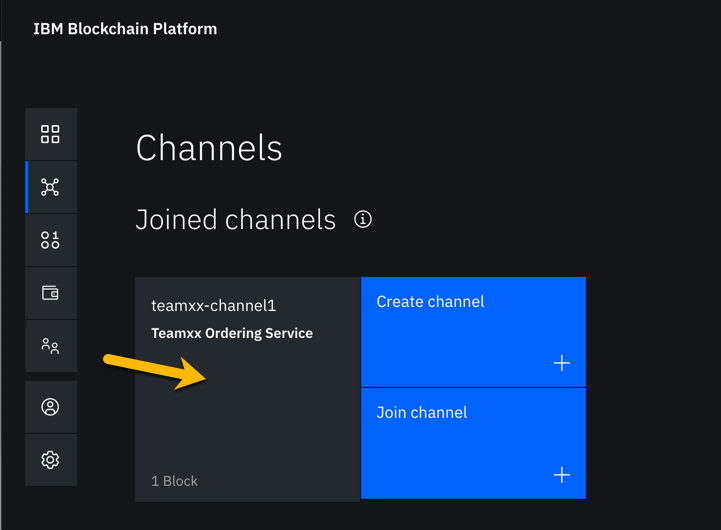 IBM Blockchain Platform
Channels
Joined channels
teamxx-channel1
Teamxx Ordering Service
1 Block
Create channel
Join channel